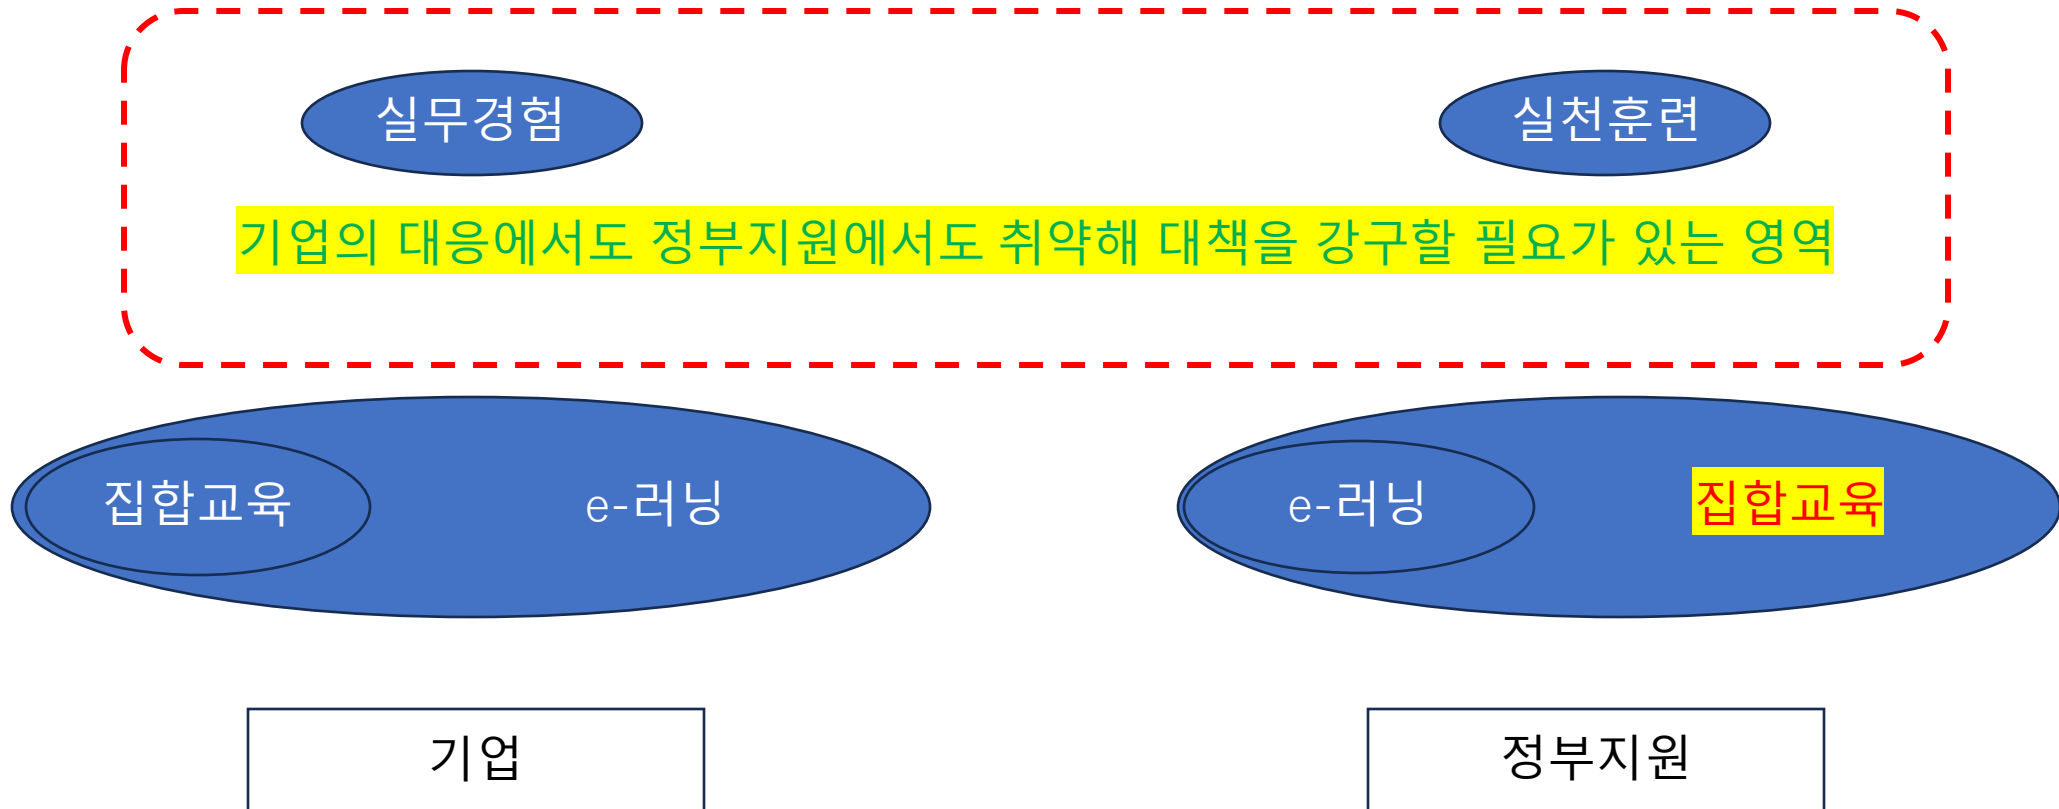 실무경험
실천훈련
기업의 대응에서도 정부지원에서도 취약해 대책을 강구할 필요가 있는 영역
집합교육
e-러닝
e-러닝
집합교육
기업
정부지원